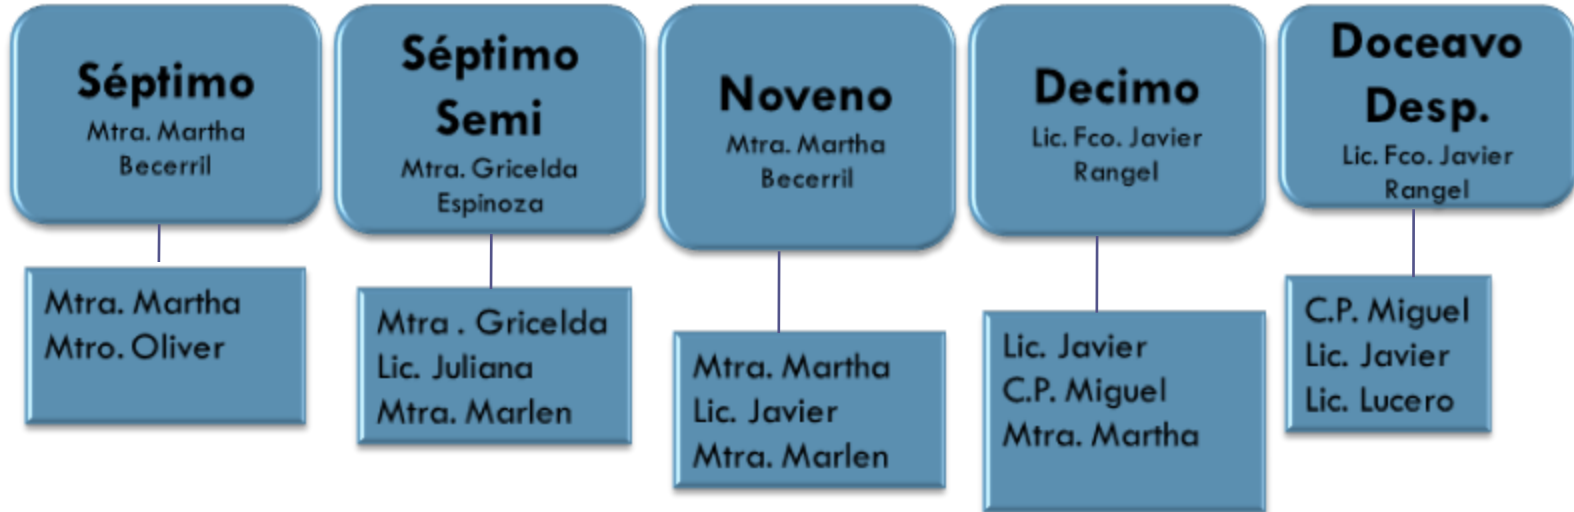 Séptimo
Mtra. Martha
Becerril
Mtra. Martha
Mtro. Oliver
Séptimo
Semi
Mtra. Gricelda
Espinoza
Mtra . Gricelda
Lic. Juliana
Mtra. Marlen
Noveno
Mtra. Martha
Becerril
Mtra. Martha
Lic. Javier
Mtra. Marlen
Decimo
Lic. Fco. Javier
Rangel
Lic. Javier
C.P. Miguel
Mtra. Martha
Doceavo
Desp.
Lic. Fco. Javier
Rangel
C.P. Miguel
Lic. Javier
Lic. Lucero